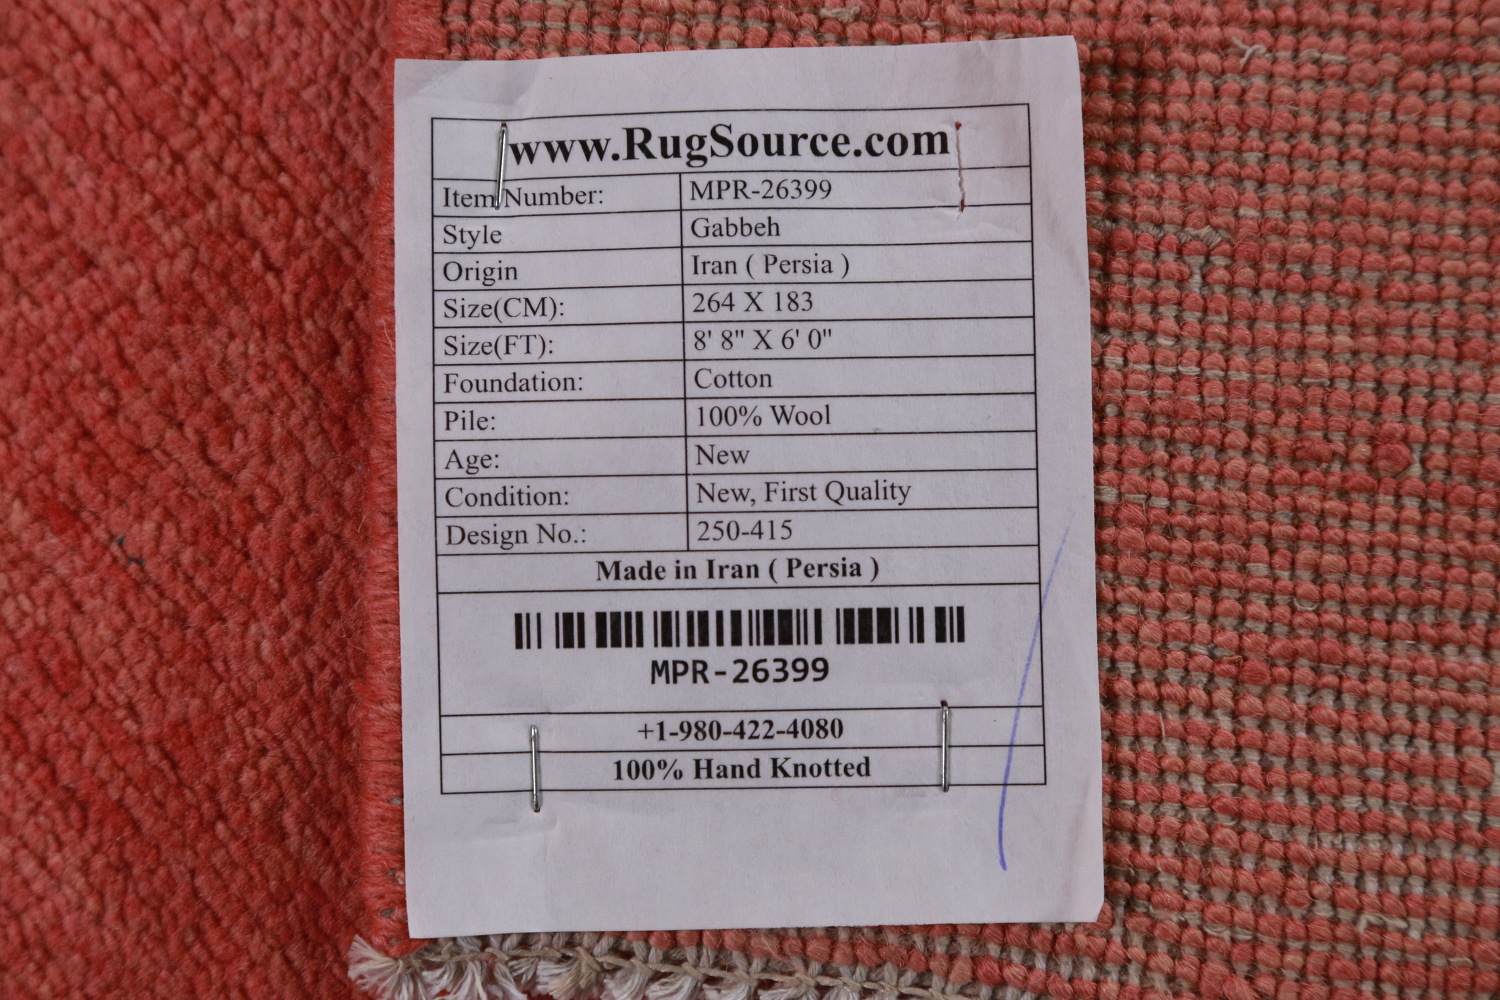 www.RugSource.com
Item Number: MPR-26399
Style Gabbeh
Origin Iran ( Persia )
Size(CM): 264 X 183
Size(FT): 8' 8" X 6' 0"
Foundation: Cotton
Pile: 100% Wool
Age: New
Condition: New, First Quality
Design No.: 250-415
Made in Iran ( Persia )
MPR-26399
+1-980-422-4080
100% Hand Knotted